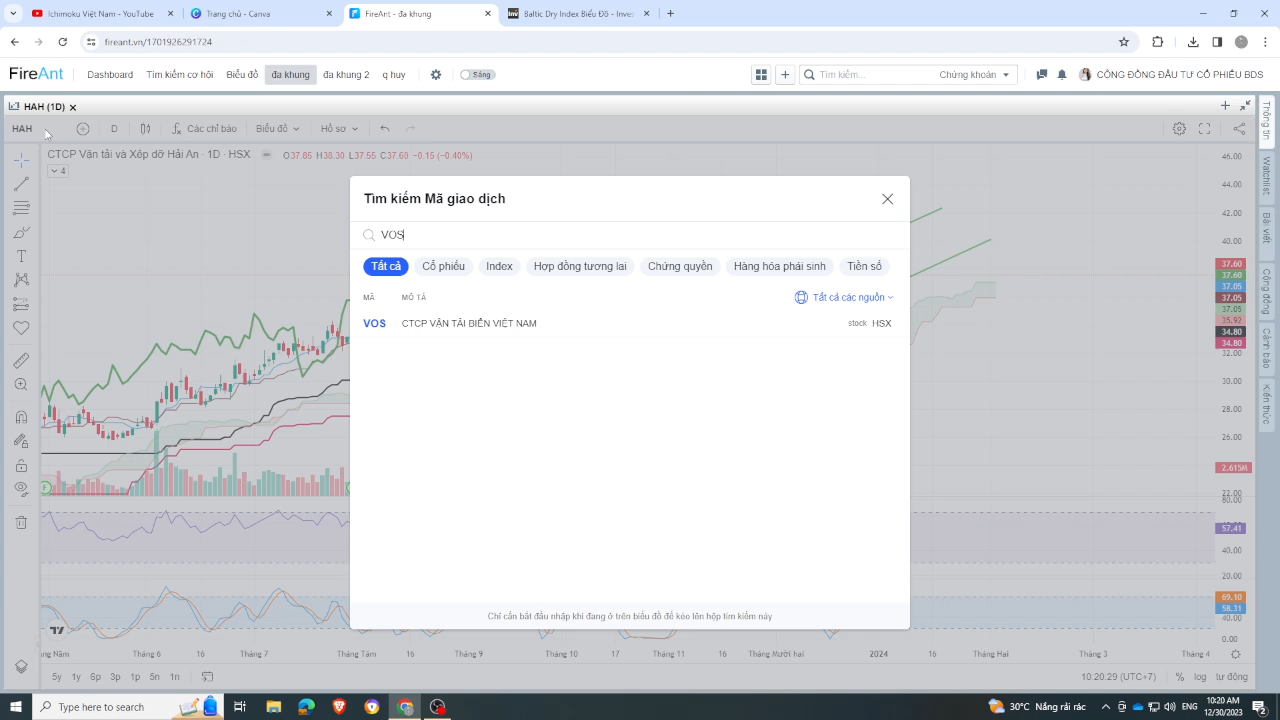 Ichimoku Việt Nam - YouTube
Trang chủ - Canva
FireAnt - đa khung
Baltic Dry Index Biểu Đồ - Inves
fireant.vn/1701926291724
FireAnt
Dashboard
Tìm kiếm cơ hội
Biểu đồ
đa khung
đa khung 2
q huy
Sáng
Tìm kiếm...
Chứng khoán
CỘNG ĐỒNG ĐẦU TƯ CỔ PHIẾU BDS
HAH (1D)
HAH
D
Các chỉ báo
Biểu đồ
Hồ sơ
CTCP Vận tải và Xếp dỡ Hải An · 1D · HSX
O37.85 H38.30 L37.55 C37.60 −0.15 (−0.40%)
4
Tìm kiếm Mã giao dịch
VOS
Tất cả
Cổ phiếu
Index
Hợp đồng tương lai
Chứng quyền
Hàng hóa phái sinh
Tiền số
MÃ
MÔ TẢ
Tất cả các nguồn
VOS
CTCP VẬN TẢI BIỂN VIỆT NAM
stock HSX
Chỉ cần bắt đầu nhập khi đang ở trên biểu đồ để kéo lên hộp tìm kiếm này
46.00
44.00
42.00
40.00
37.60
37.60
37.05
37.05
37.05
35.92
34.80
34.80
32.00
30.00
28.00
26.00
2.615M
22.00
80.00
57.41
40.00
20.00
69.10
58.31
40.00
0.00
Thông tin
Watchlist
Bài viết
Cộng đồng
Cảnh báo
Kiến thức
ng Năm
Tháng 6
16
Tháng 7
Tháng Tám
16
Tháng 9
Tháng 10
17
Tháng 11
16
Tháng Mười hai
2024
16
Tháng Hai
Tháng 3
Tháng 4
5y
1y
6p
3p
1p
5n
1n
10:20:29 (UTC+7)
%
log
tự động
Type here to search
30°C Nắng rải rác
ENG
10:20 AM
12/30/2023
2